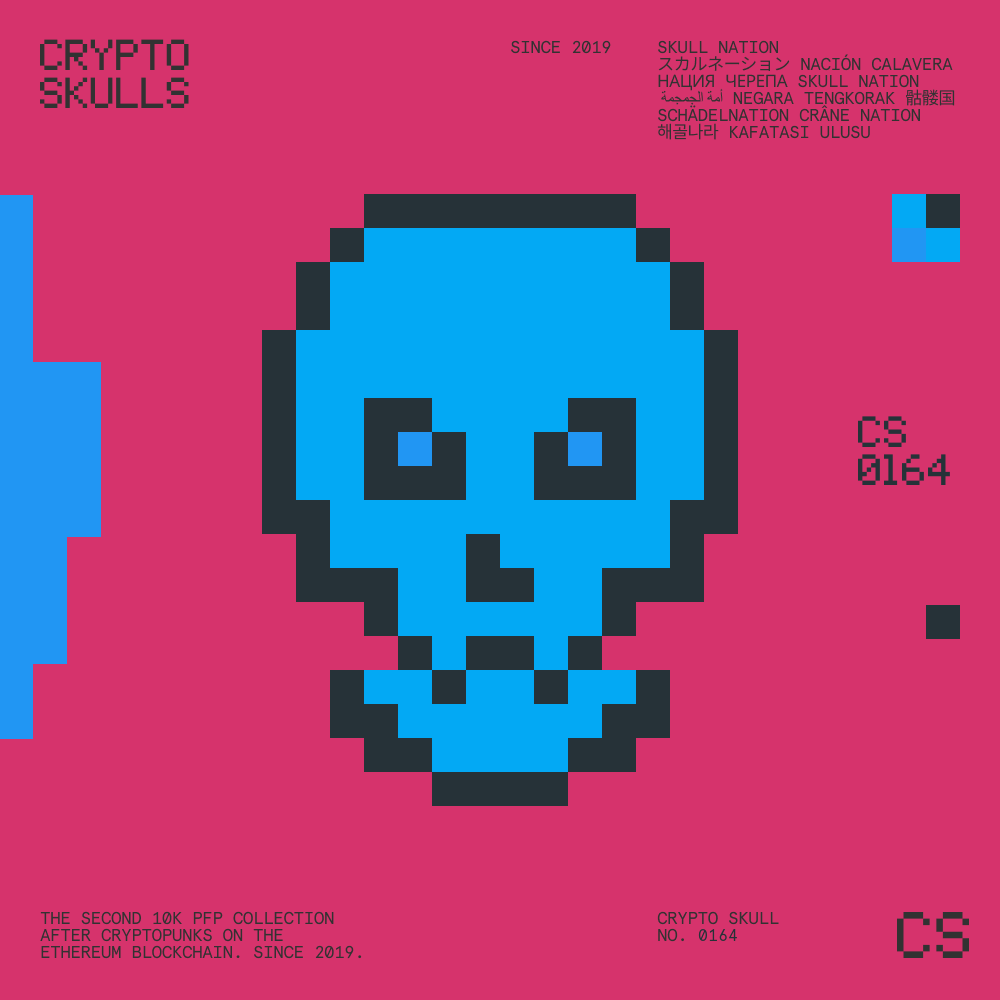 CRYPTO
SKULLS
SINCE 2019
SKULL NATION
スカルネーション NACIÓN CALAVERA
НАЦИЯ ЧЕРЕПА SKULL NATION
أمة الجمجمة NEGARA TENGKORAK 骷髅国
SCHÄDELNATION CRÂNE NATION
해골나라 KAFATASI ULUSU
CS
0164
THE SECOND 10K PFP COLLECTION
AFTER CRYPTOPUNKS ON THE
ETHEREUM BLOCKCHAIN. SINCE 2019.
CRYPTO SKULL
NO. 0164
CS